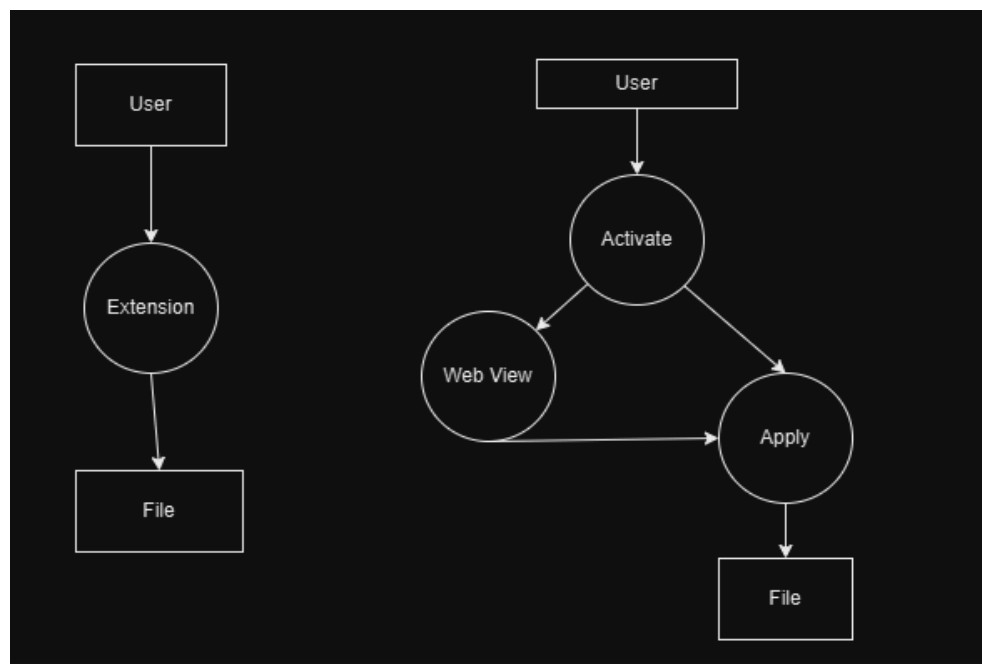 User
Extension
File
User
Activate
Web View
Apply
File